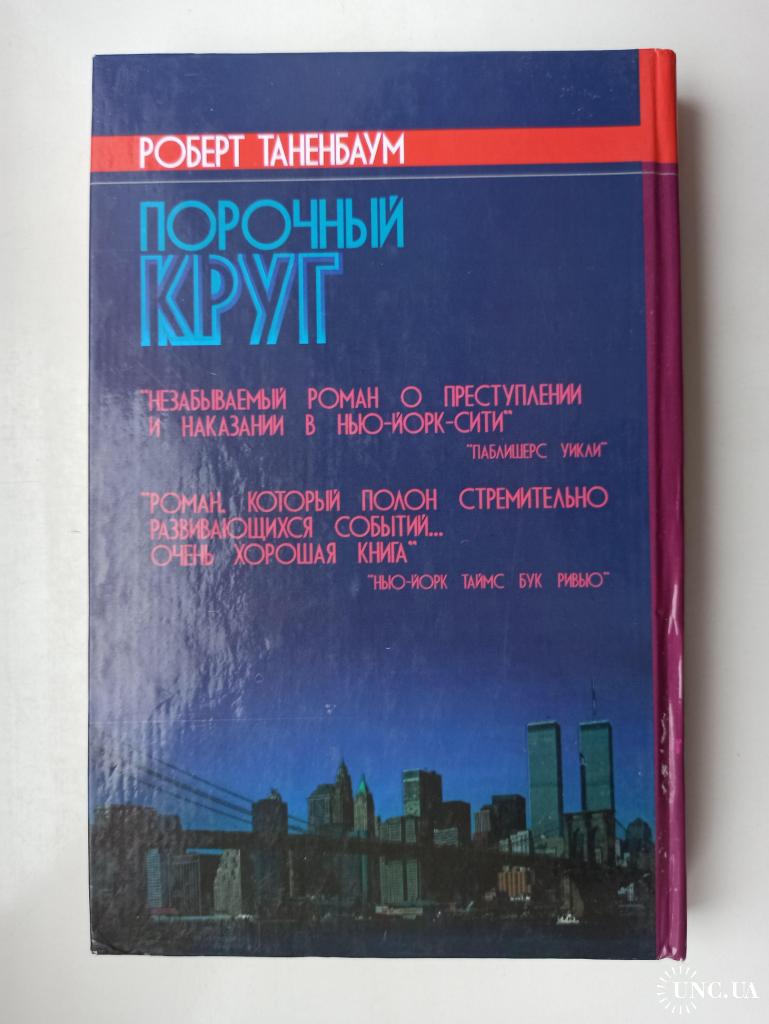 РОБЕРТ ТАНЕНБАУМ
ПОРОЧНЫЙ
КРУГ
"НЕЗАБЫВАЕМЫЙ РОМАН О ПРЕСТУПЛЕНИИ
И НАКАЗАНИИ В НЬЮ-ЙОРК-СИТИ"
"ПАБЛИШЕРС УИКЛИ"
"РОМАН, КОТОРЫЙ ПОЛОН СТРЕМИТЕЛЬНО
РАЗВИВАЮЩИХСЯ СОБЫТИЙ...
ОЧЕНЬ ХОРОШАЯ КНИГА"
"НЬЮ-ЙОРК ТАЙМС БУК РИВЬЮ"
UNC.UA